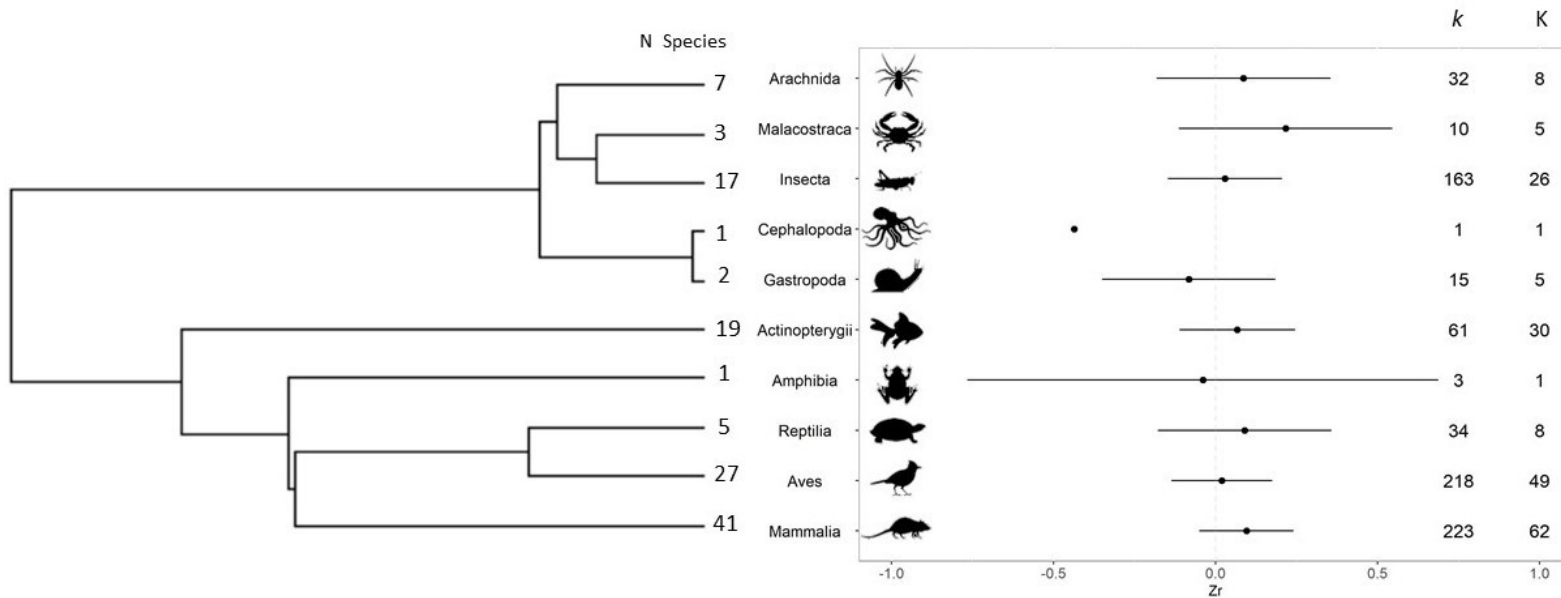 N Species k K
7 Arachnida 32 8
3 Malacostraca 10 5
17 Insecta 163 26
1 Cephalopoda 1 1
2 Gastropoda 15 5
19 Actinopterygii 61 30
1 Amphibia 3 1
5 Reptilia 34 8
27 Aves 218 49
41 Mammalia 223 62
-1.0 -0.5 0.0 0.5 1.0
Zr